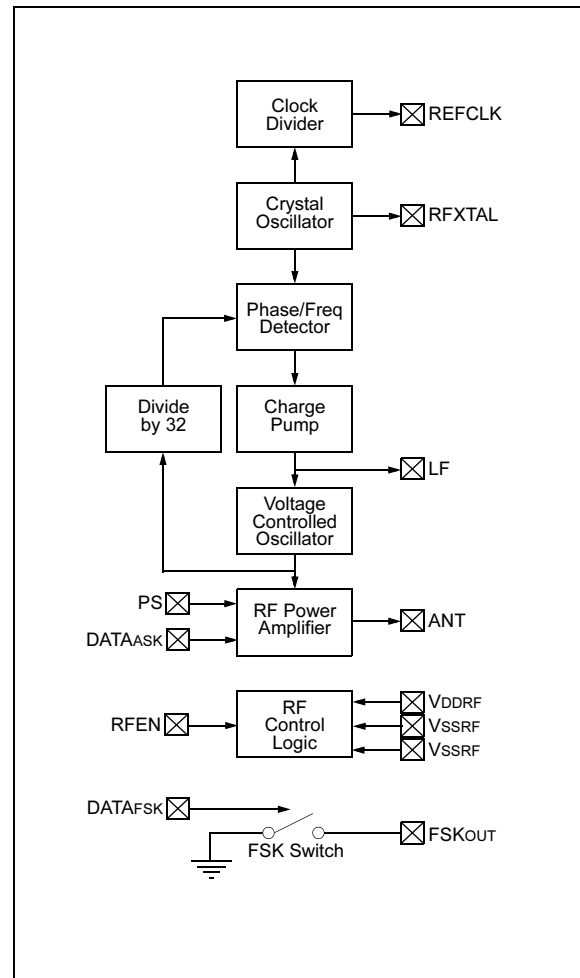 Clock
Divider
REFCLK
Crystal
Oscillator
RFXTAL
Phase/Freq
Detector
Divide
by 32
Charge
Pump
LF
Voltage
Controlled
Oscillator
PS
RF Power
Amplifier
ANT
DATAASK
RFEN
RF
Control
Logic
VDDRF
VSSRF
VSSRF
DATAFSK
FSK Switch
FSKOUT